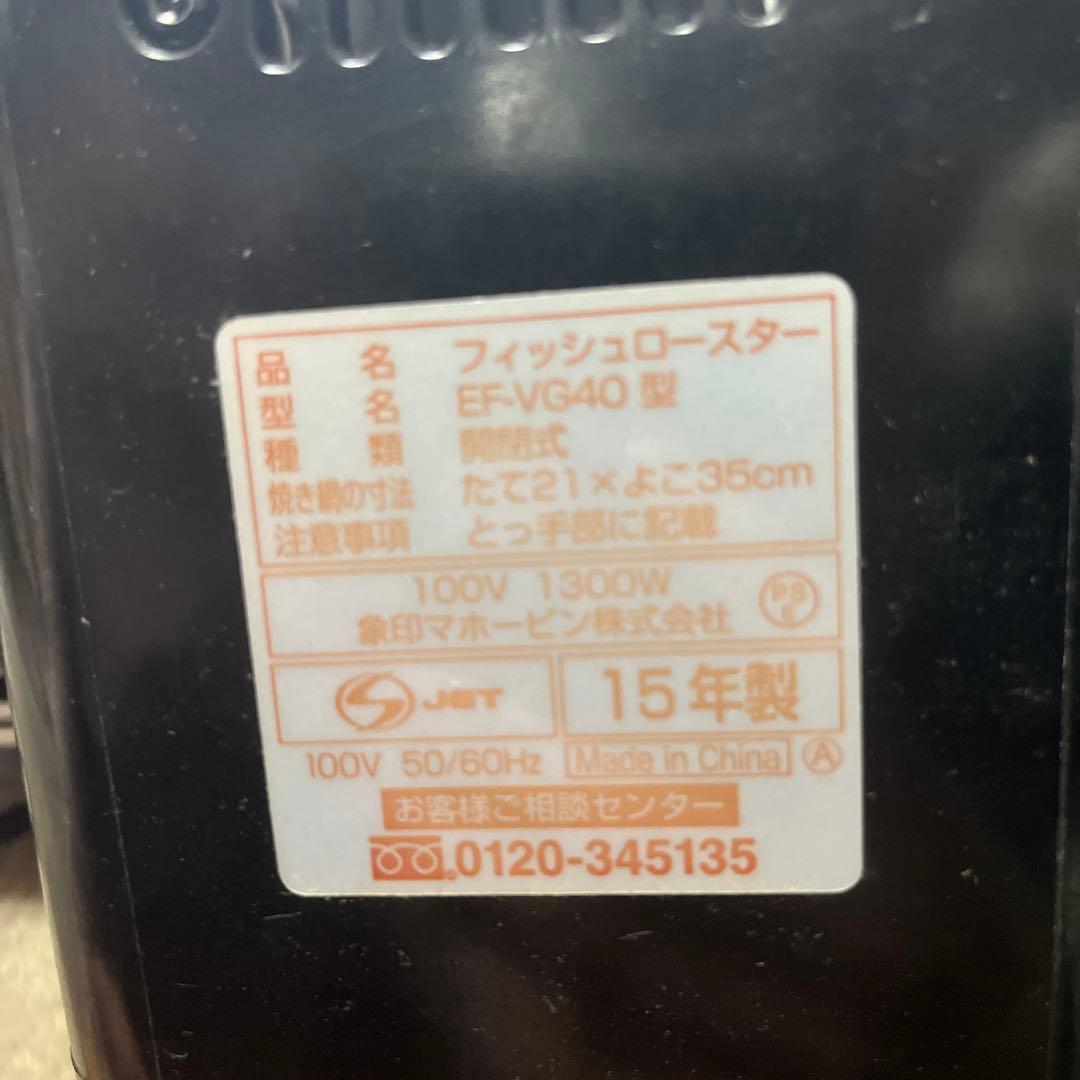 品名 フィッシュロースター
型名 EF-VG40 型
種類 開閉式
焼き網の寸法 たて21×よこ35cm
注意事項 とっ手部に記載
100V 1300W
象印マホービン株式会社
PS E
S JET
15年製
100V 50/60Hz Made in China A
お客様ご相談センター
0120-345135